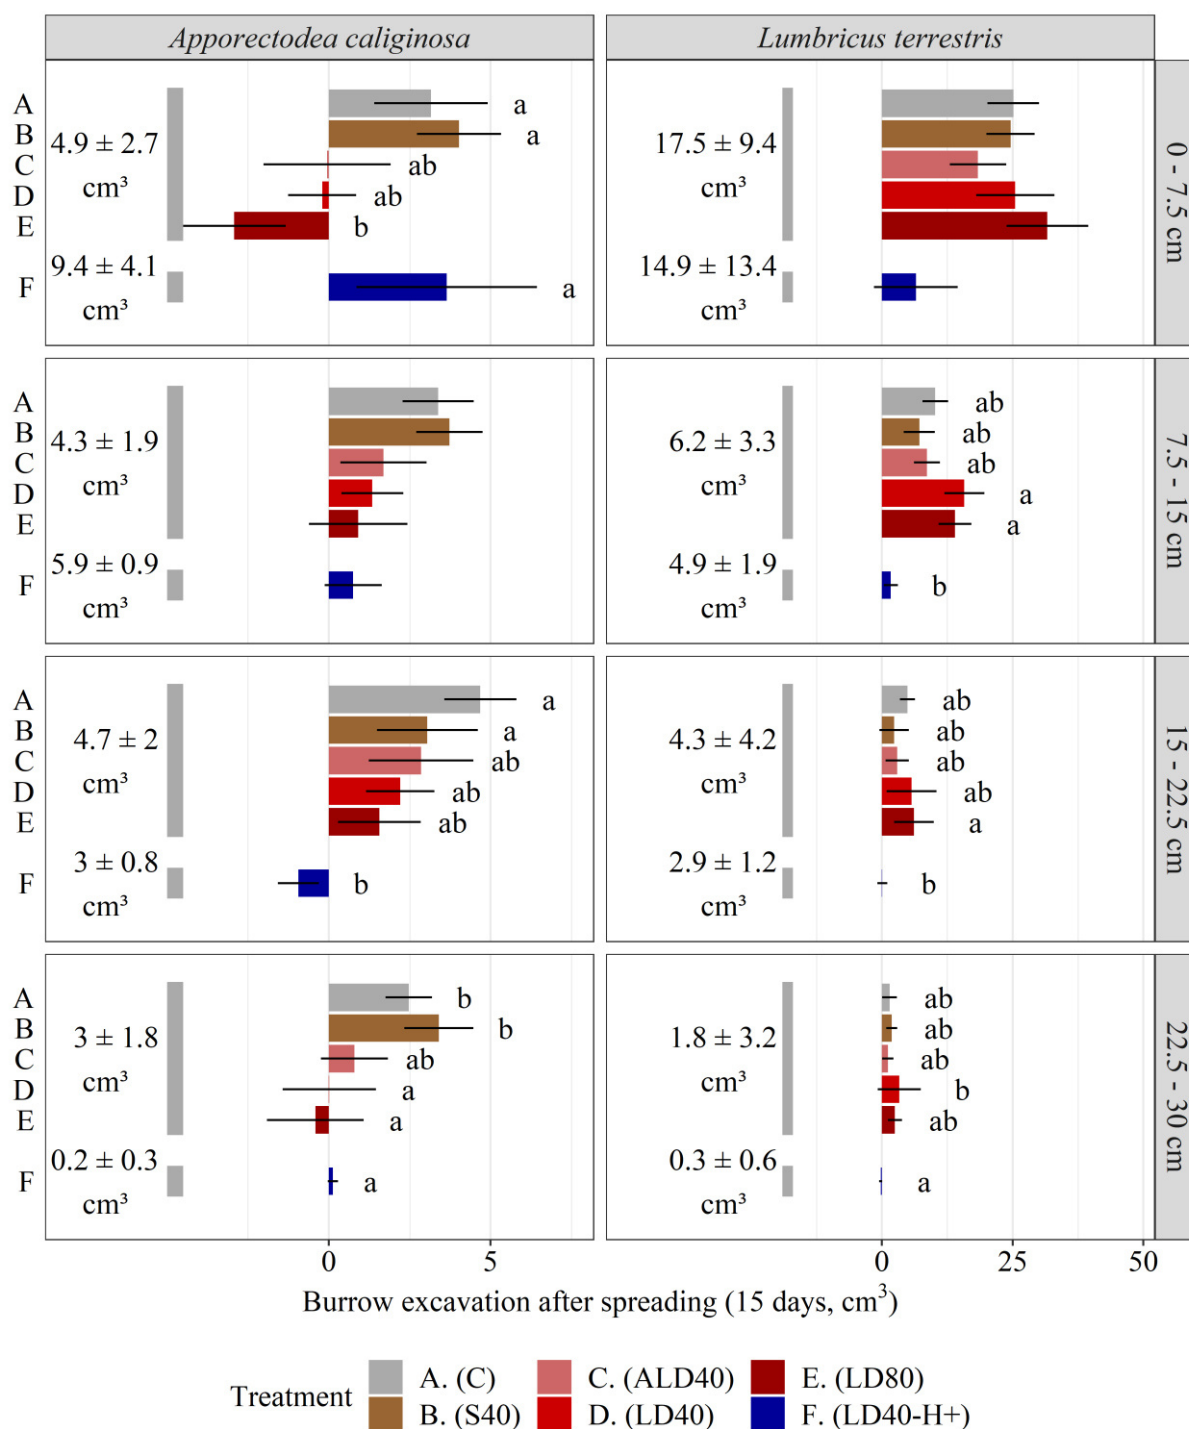 Apporectodea caliginosa
Lumbricus terrestris
A
B
C
D
E
F
4.9 ± 2.7
cm³
9.4 ± 4.1
cm³
a
a
ab
ab
b
a
17.5 ± 9.4
cm³
14.9 ± 13.4
cm³
0 - 7.5 cm
A
B
C
D
E
F
4.3 ± 1.9
cm³
5.9 ± 0.9
cm³
6.2 ± 3.3
cm³
4.9 ± 1.9
cm³
ab
ab
ab
a
a
b
7.5 - 15 cm
A
B
C
D
E
F
4.7 ± 2
cm³
3 ± 0.8
cm³
a
a
ab
ab
ab
b
4.3 ± 4.2
cm³
2.9 ± 1.2
cm³
ab
ab
ab
ab
a
b
15 - 22.5 cm
A
B
C
D
E
F
3 ± 1.8
cm³
0.2 ± 0.3
cm³
b
b
ab
a
a
a
1.8 ± 3.2
cm³
0.3 ± 0.6
cm³
ab
ab
ab
b
ab
a
22.5 - 30 cm
0 5
0 25 50
Burrow excavation after spreading (15 days, cm³)
Treatment
A. (C) C. (ALD40) E. (LD80)
B. (S40) D. (LD40) F. (LD40-H+)